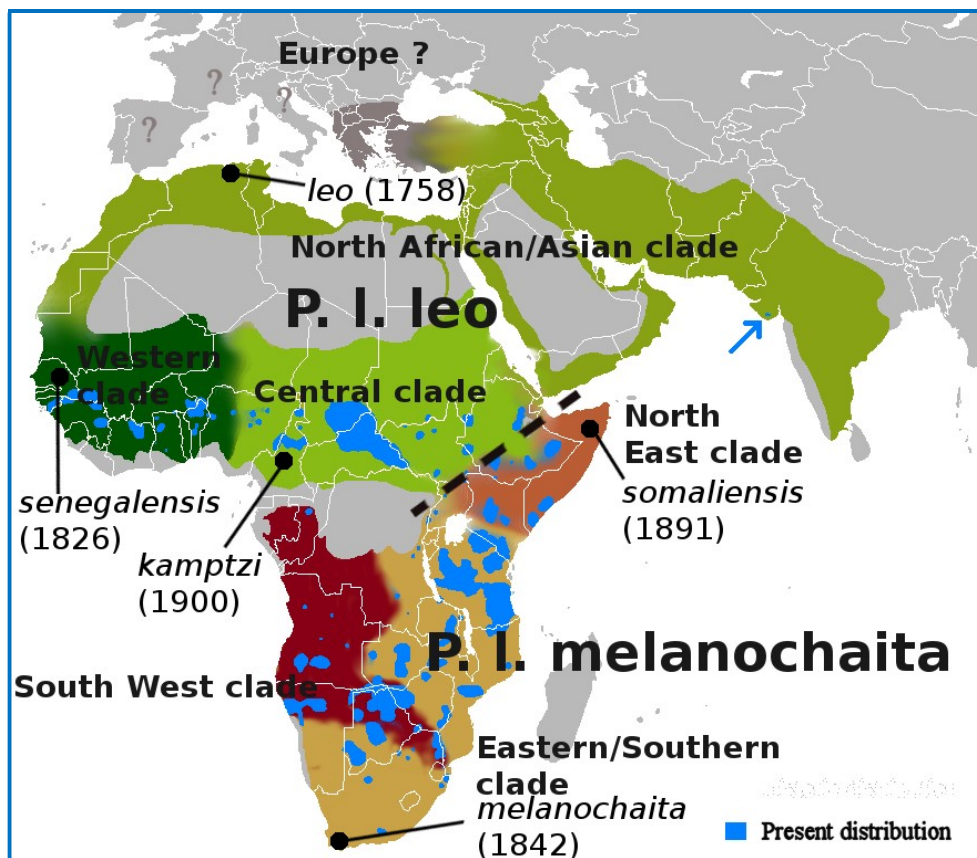 Europe ?
?
?
?
leo (1758)
North African/Asian clade
P. l. leo
Western
clade
Central clade
North
East clade
somaliensis
(1891)
senegalensis
(1826)
kamptzi
(1900)
P. l. melanochaita
South West clade
Eastern/Southern
clade
melanochaita
(1842)
Present distribution